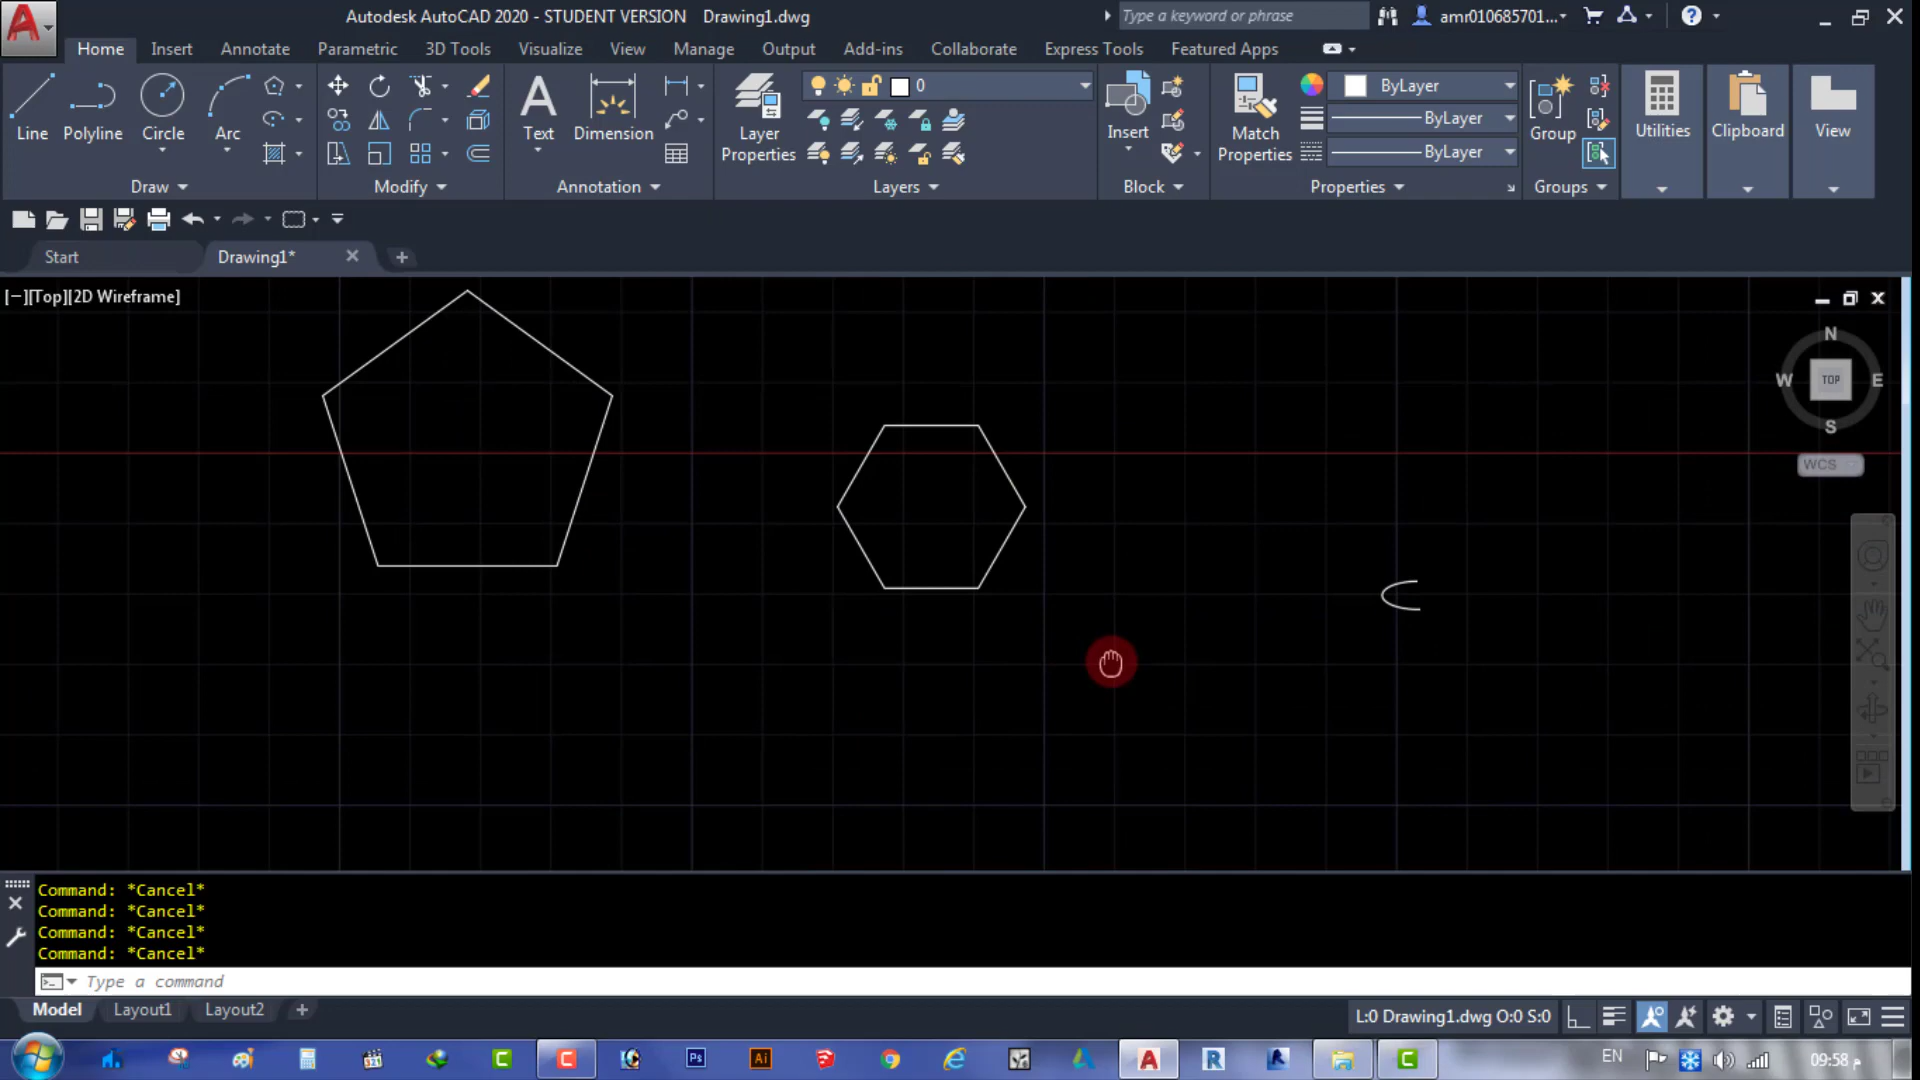 Autodesk AutoCAD 2020 - STUDENT VERSION Drawing1.dwg
Type a keyword or phrase
amr010685701...
Home Insert Annotate Parametric 3D Tools Visualize View Manage Output Add-ins Collaborate Express Tools Featured Apps
0
ByLayer
ByLayer
ByLayer
Line Polyline Circle Arc
Text Dimension
Layer
Properties
Insert
Match
Properties
Group
Utilities
Clipboard
View
Draw Modify Annotation Layers Block Properties Groups
Start
Drawing1*
[−][Top][2D Wireframe]
N
W TOP E
S
WCS
Command: *Cancel*
Command: *Cancel*
Command: *Cancel*
Command: *Cancel*
Type a command
Model Layout1 Layout2
L:0 Drawing1.dwg O:0 S:0
Ps
Ai
EN
09:58 م